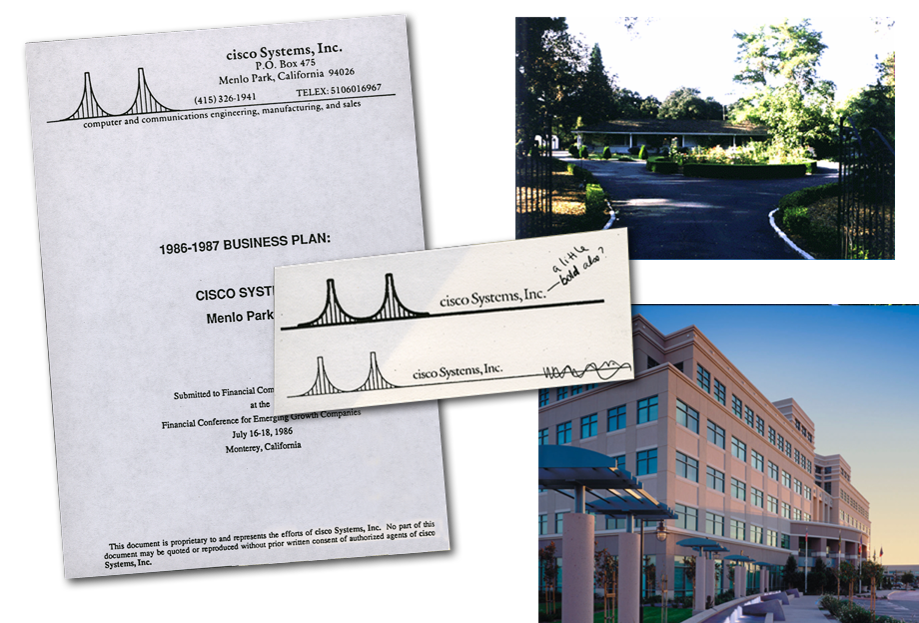 cisco Systems, Inc.
P.O. Box 475
Menlo Park, California 94026
(415) 326-1941 TELEX: 5106016967
computer and communications engineering, manufacturing, and sales
1986-1987 BUSINESS PLAN:
CISCO SYST
Menlo Park
Submitted to Financial Com
at the
Financial Conference for Emerging Growth Companies
July 16-18, 1986
Monterey, California
This document is proprietary to and represents the efforts of cisco Systems, Inc. No part of this
document may be quoted or reproduced without prior written consent of authorized agents of cisco
Systems, Inc.
a little
bold also?
cisco Systems, Inc.
cisco Systems, Inc.